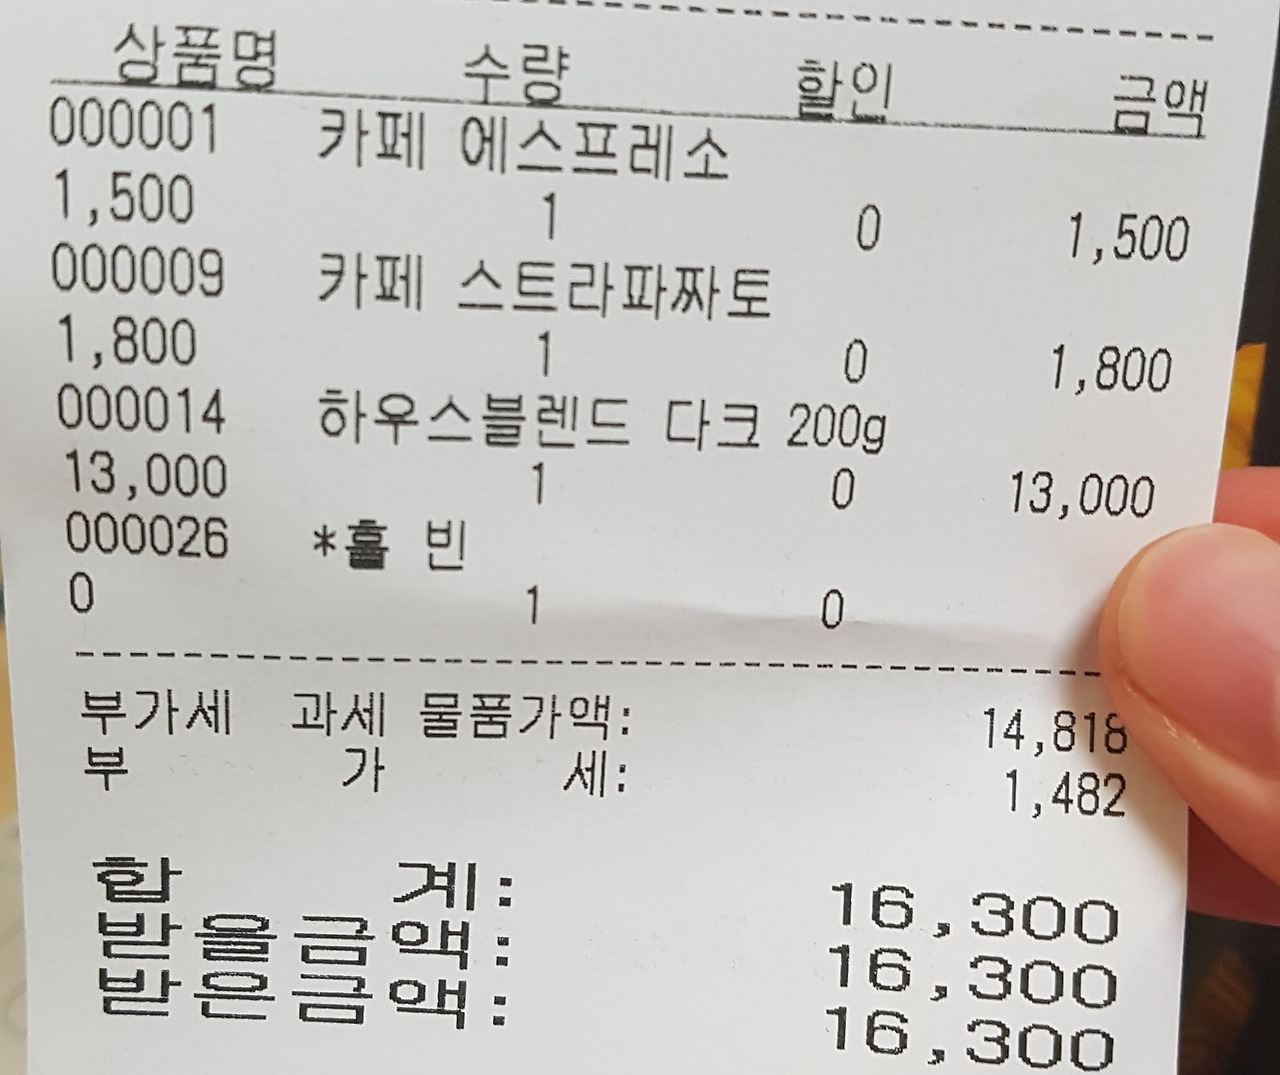 상품명 수량 할인 금액
000001 카페 에스프레소
1,500 1 0 1,500
000009 카페 스트라파짜토
1,800 1 0 1,800
000014 하우스블렌드 다크 200g
13,000 1 0 13,000
000026 *홀 빈
0 1 0
부가세 과세 물품가액: 14,818
부 가 세: 1,482
합 계: 16,300
받을금액: 16,300
받은금액: 16,300